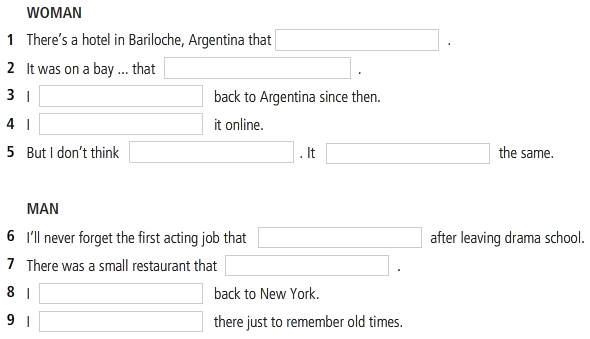 WOMAN
1 There's a hotel in Bariloche, Argentina that .
2 It was on a bay ... that .
3 I back to Argentina since then.
4 I it online.
5 But I don't think . It the same.
MAN
6 I'll never forget the first acting job that after leaving drama school.
7 There was a small restaurant that .
8 I back to New York.
9 I there just to remember old times.